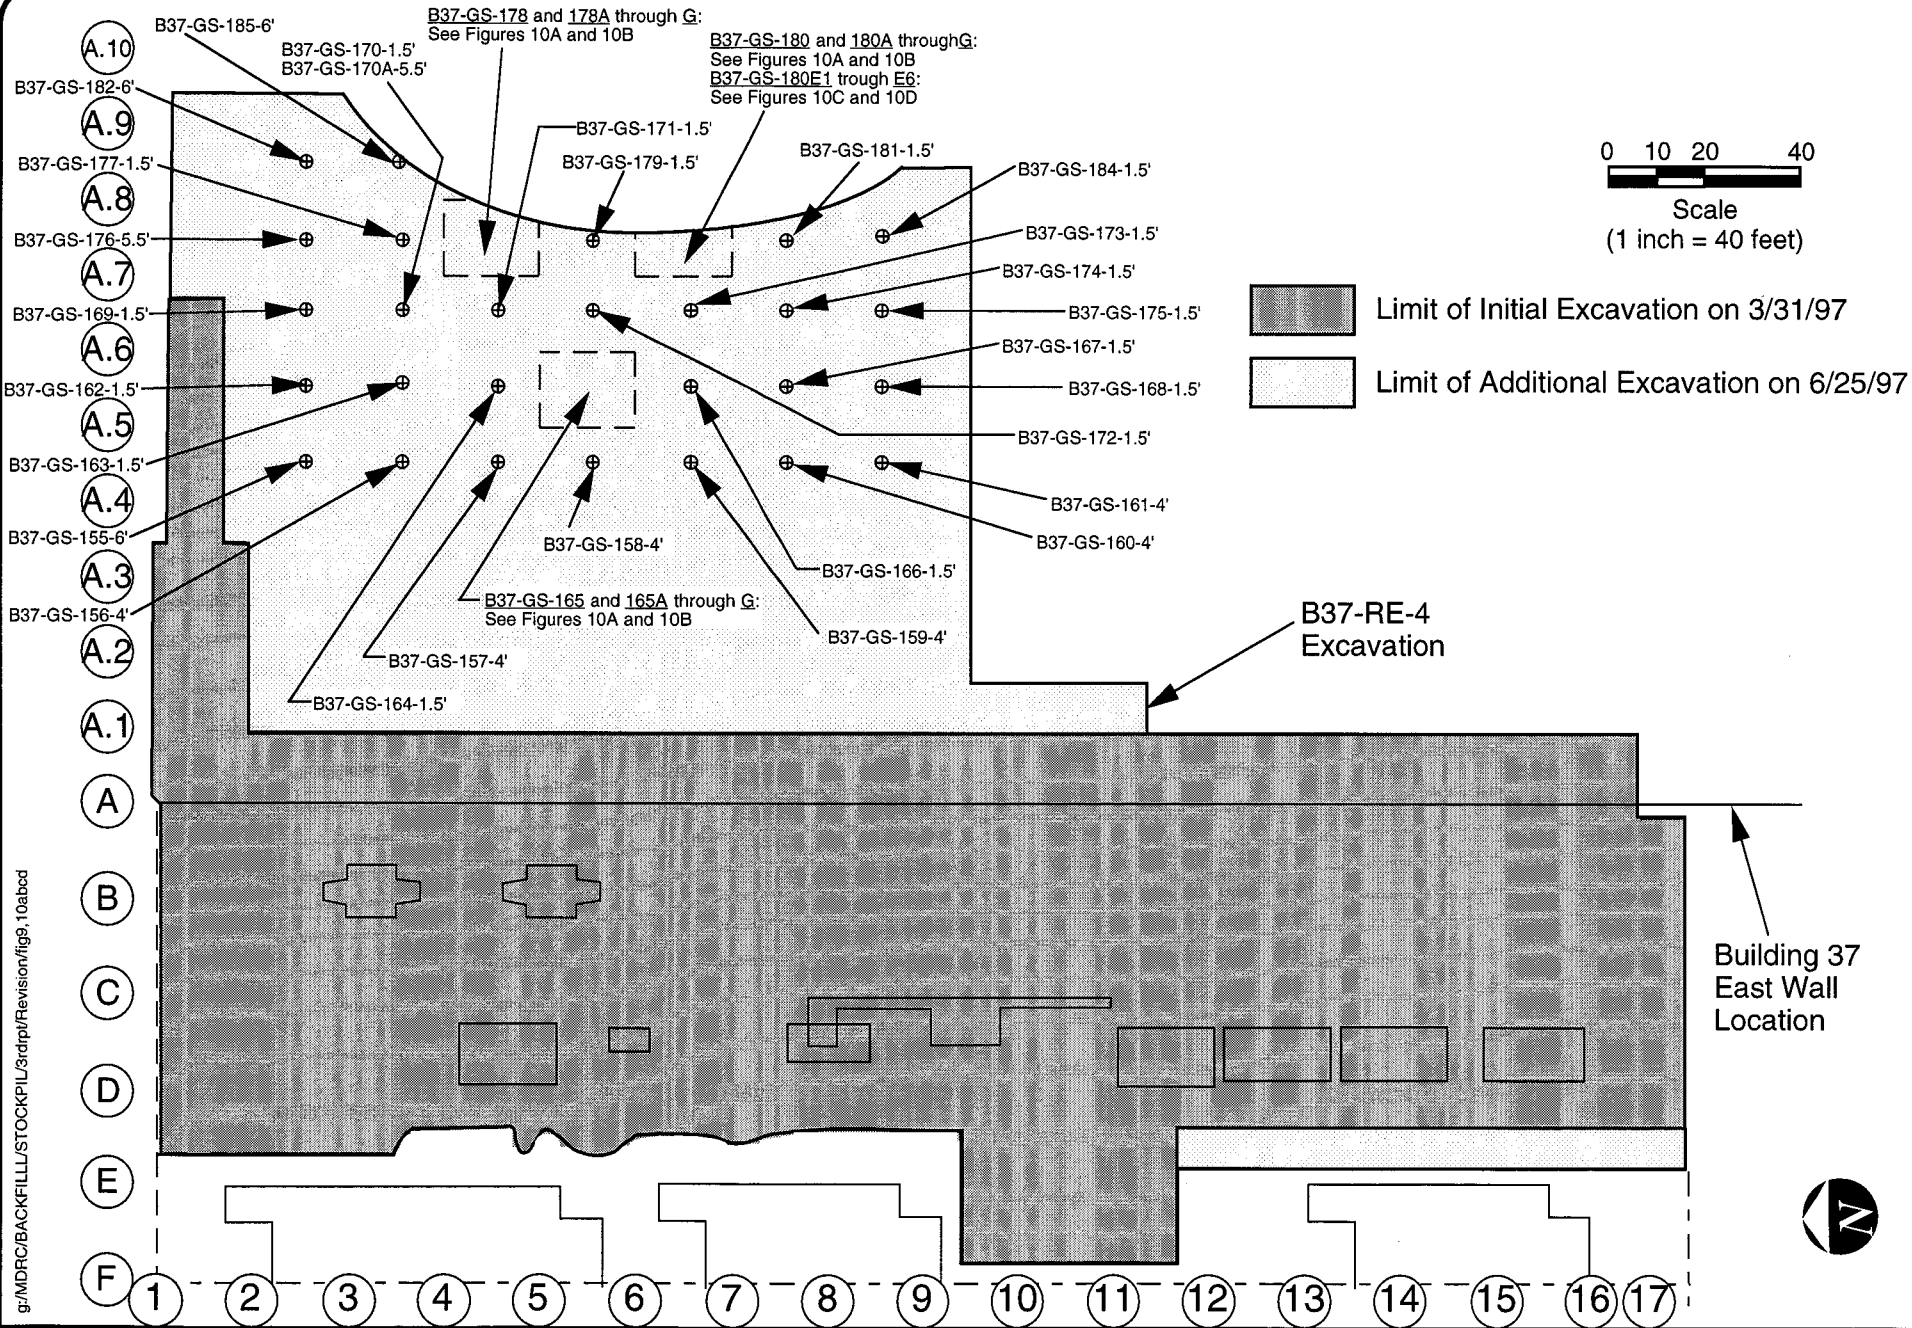 A.10
A.9
A.8
A.7
A.6
A.5
A.4
A.3
A.2
A.1
A
B
C
D
E
F
1
2
3
4
5
6
7
8
9
10
11
12
13
14
15
16
17
B37-GS-185-6'
B37-GS-170-1.5'
B37-GS-170A-5.5'
B37-GS-178 and 178A through G:
See Figures 10A and 10B
B37-GS-180 and 180A throughG:
See Figures 10A and 10B
B37-GS-180E1 trough E6:
See Figures 10C and 10D
B37-GS-182-6'
B37-GS-177-1.5'
B37-GS-176-5.5'
B37-GS-169-1.5'
B37-GS-162-1.5'
B37-GS-163-1.5'
B37-GS-155-6'
B37-GS-156-4'
B37-GS-171-1.5'
B37-GS-179-1.5'
B37-GS-181-1.5'
B37-GS-184-1.5'
B37-GS-173-1.5'
B37-GS-174-1.5'
B37-GS-175-1.5'
B37-GS-167-1.5'
B37-GS-168-1.5'
B37-GS-172-1.5'
B37-GS-161-4'
B37-GS-160-4'
B37-GS-158-4'
B37-GS-166-1.5'
B37-GS-165 and 165A through G:
See Figures 10A and 10B
B37-GS-159-4'
B37-GS-157-4'
B37-GS-164-1.5'
0 10 20 40
Scale
(1 inch = 40 feet)
Limit of Initial Excavation on 3/31/97
Limit of Additional Excavation on 6/25/97
B37-RE-4
Excavation
Building 37
East Wall
Location
N
g:/MDRC/BACKFILLL/STOCKPIL/3rdrpt/Revision/fig9,10abcd